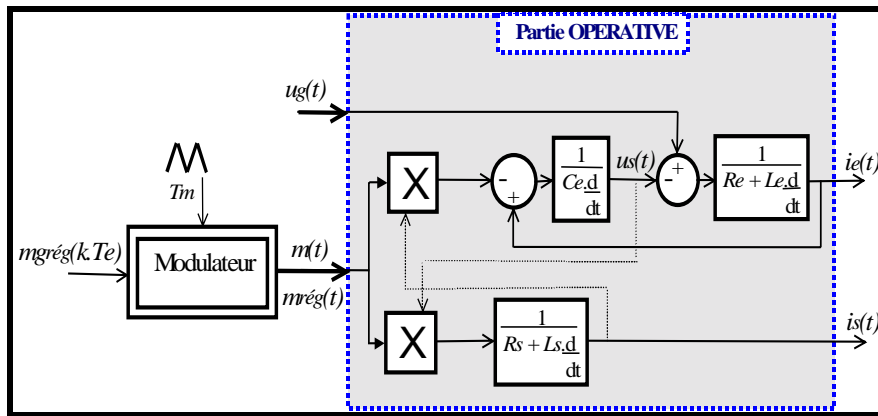 Partie OPERATIVE
ug(t)
Tm
mgrég(k.Te)
Modulateur
m(t)
mrég(t)
X
-
+
1
Ce.d
dt
us(t)
+
-
1
Re + Le.d
dt
ie(t)
X
1
Rs + Ls.d
dt
is(t)